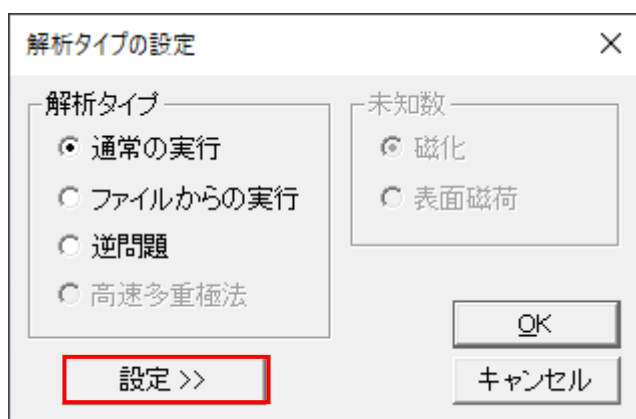 解析タイプの設定
解析タイプ
通常の実行
ファイルからの実行
逆問題
高速多重極法
未知数
磁化
表面磁荷
設定 >>
OK
キャンセル